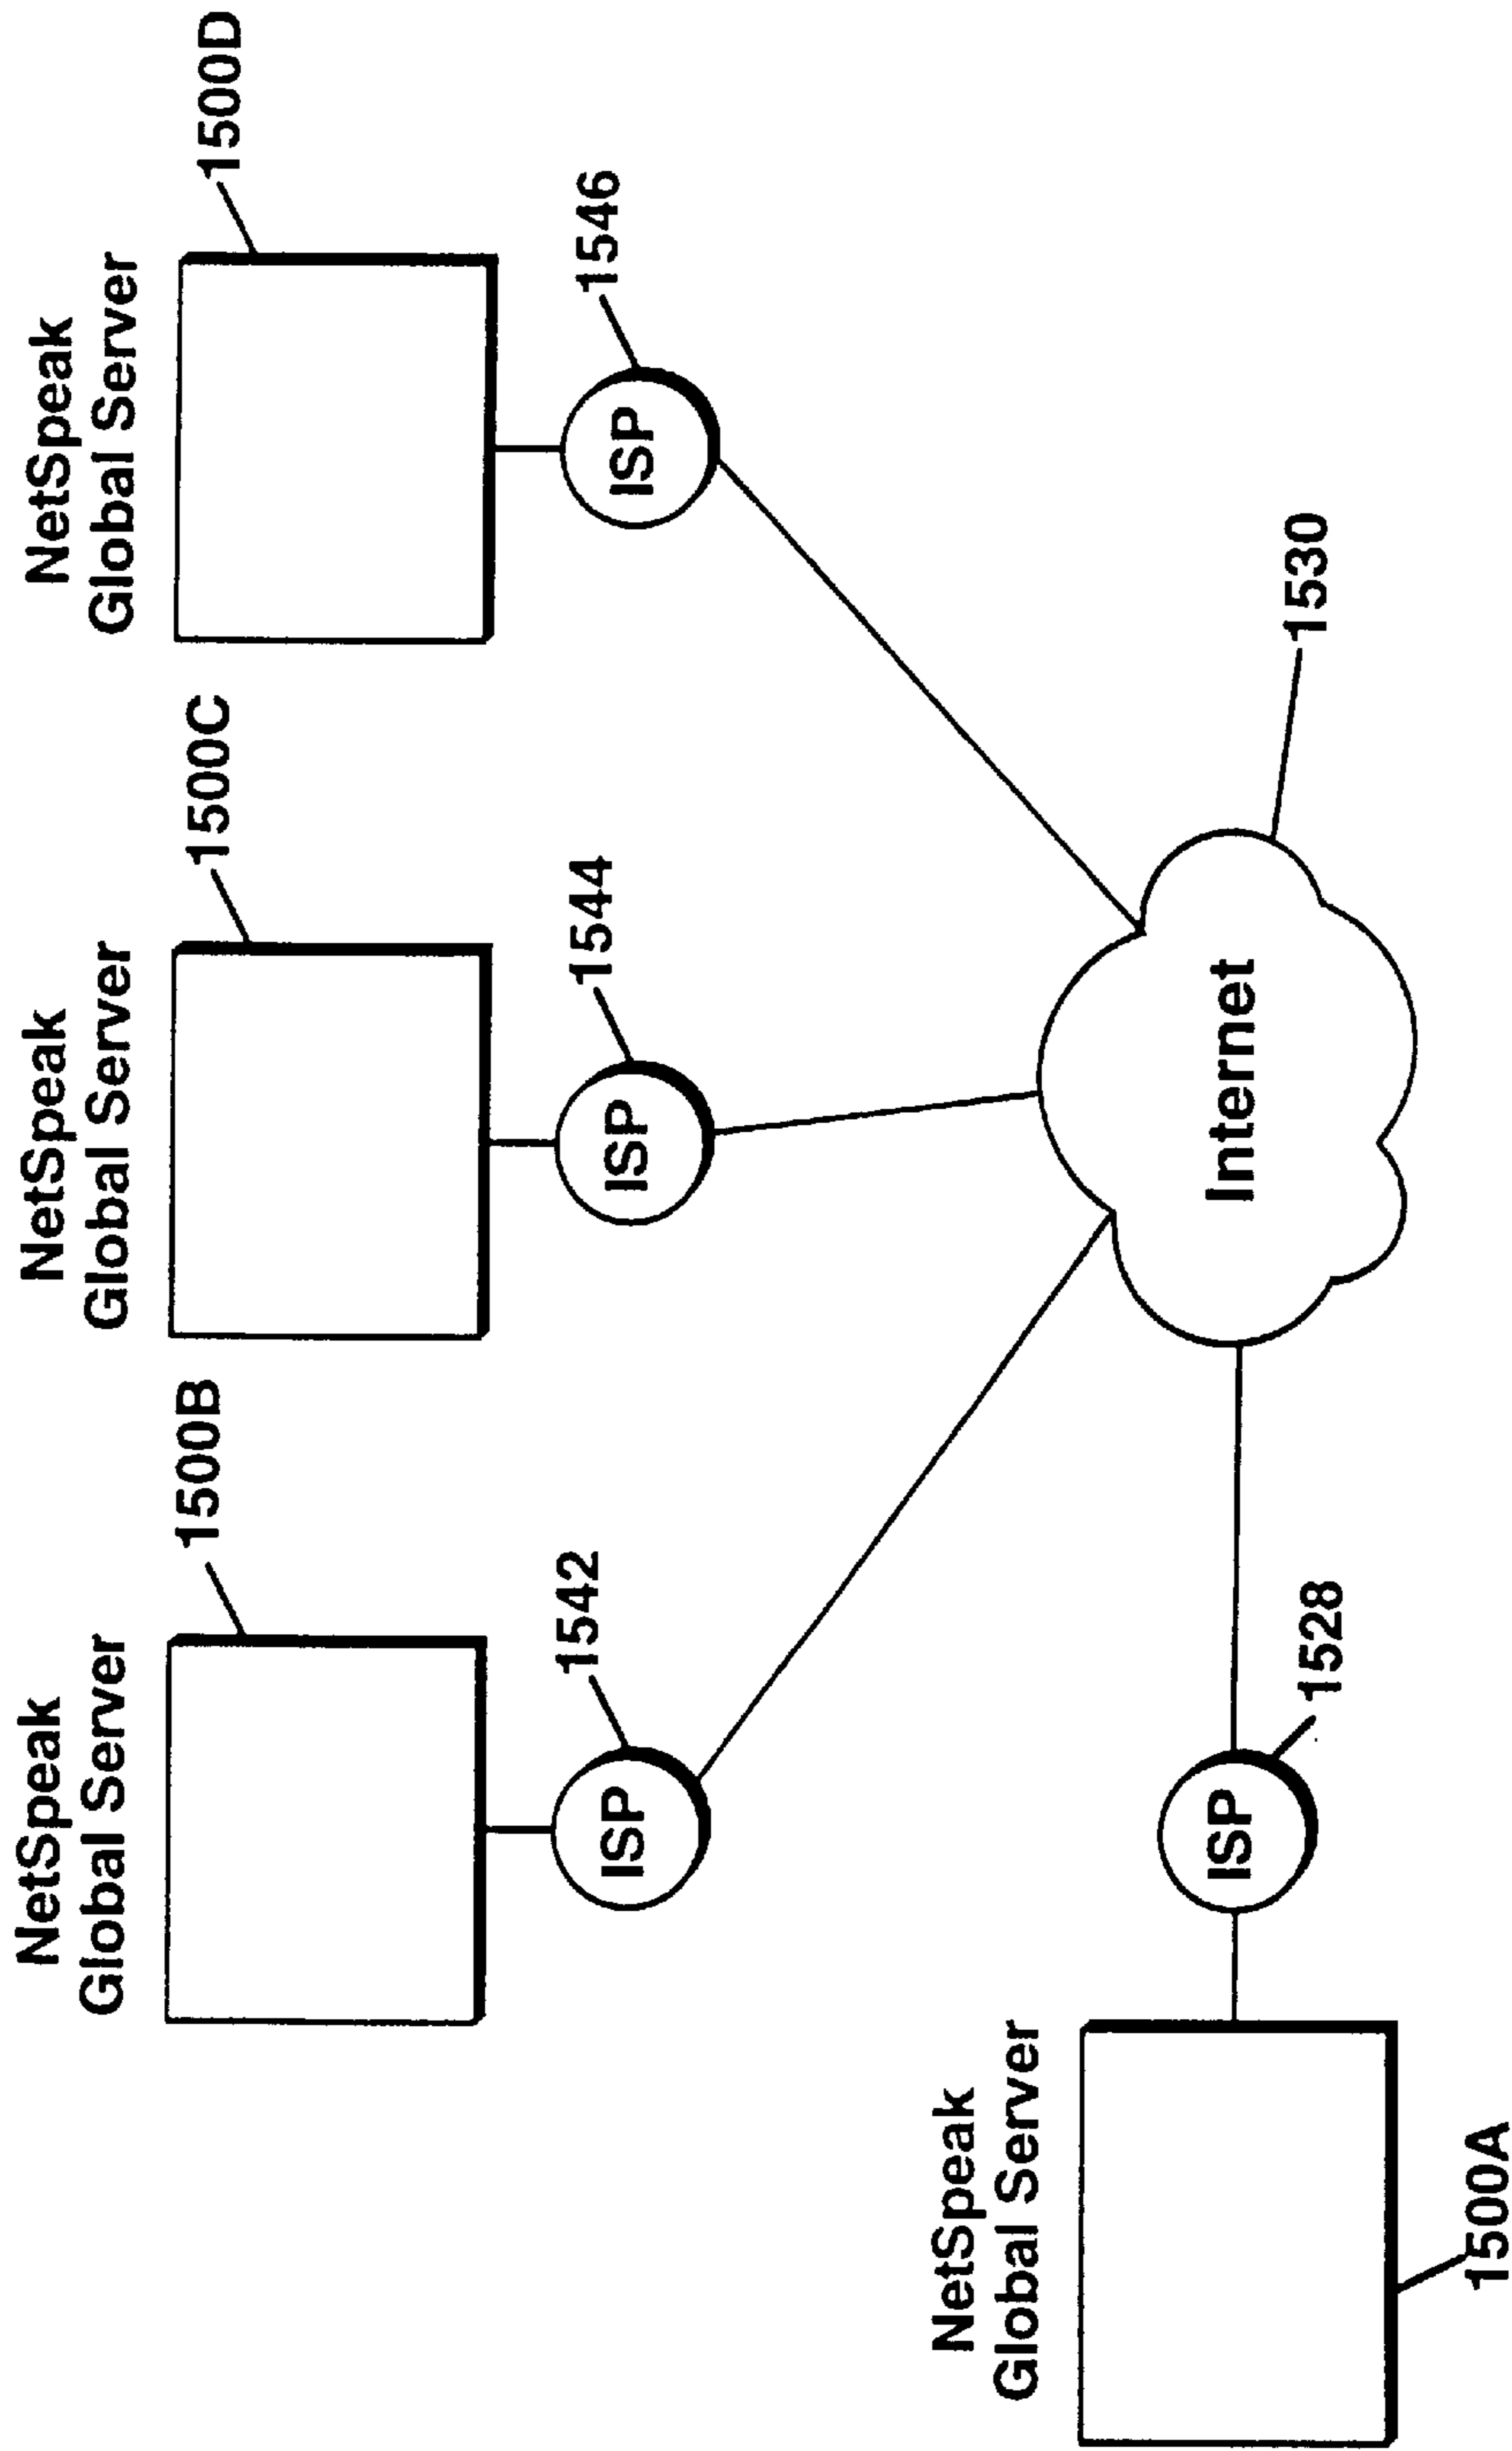 NetSpeak
Global Server
1500B
NetSpeak
Global Server
1500C
NetSpeak
Global Server
1500D
ISP
1542
ISP
1544
ISP
1546
NetSpeak
Global Server
1500A
ISP
1528
Internet
1530